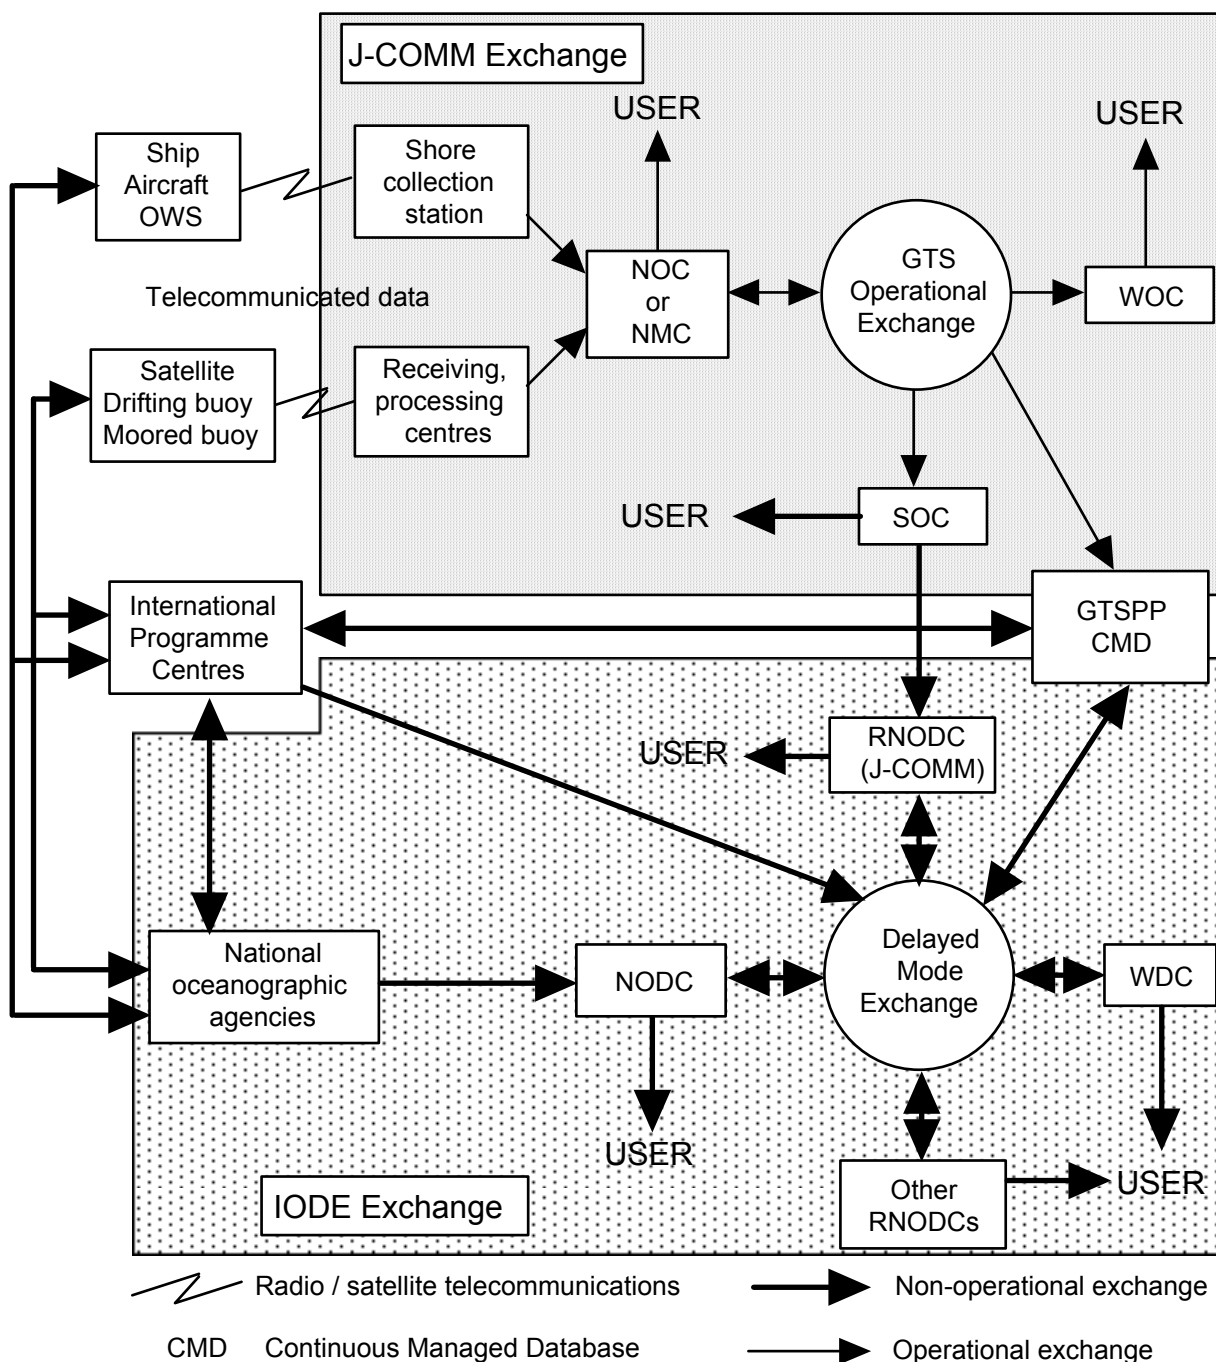 J-COMM Exchange
USER
USER
Ship
Aircraft
OWS
Shore
collection
station
NOC
or
NMC
GTS
Operational
Exchange
WOC
Telecommunicated data
Satellite
Drifting buoy
Moored buoy
Receiving,
processing
centres
USER
SOC
International
Programme
Centres
GTSPP
CMD
USER
RNODC
(J-COMM)
National
oceanographic
agencies
NODC
Delayed
Mode
Exchange
WDC
USER
USER
IODE Exchange
Other
RNODCs
Radio / satellite telecommunications
Non-operational exchange
CMD Continuous Managed Database
Operational exchange